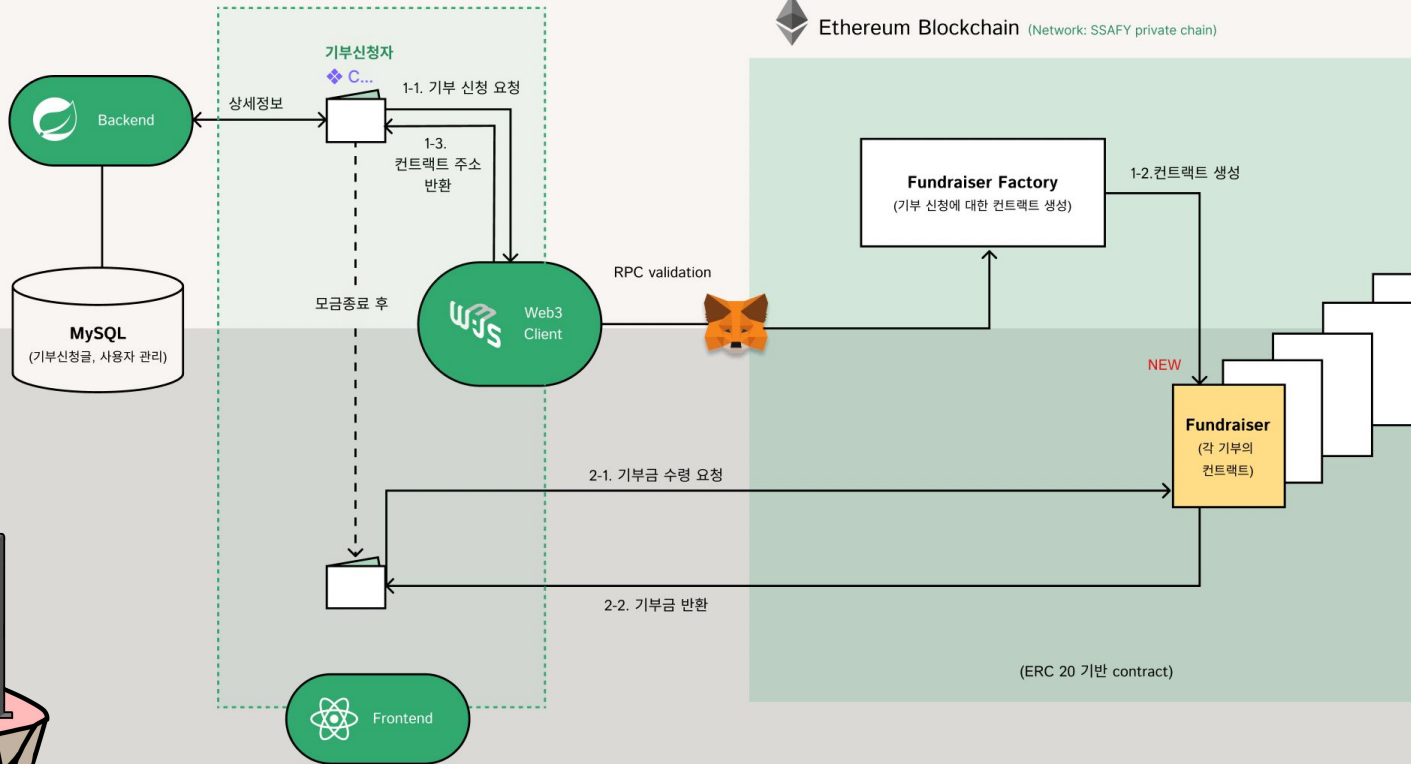 Ethereum Blockchain (Network: SSAFY private chain)
기부신청자
C...
1-1. 기부 신청 요청
상세정보
Backend
1-3.
컨트랙트 주소
반환
Fundraiser Factory
(기부 신청에 대한 컨트랙트 생성)
1-2.컨트랙트 생성
RPC validation
모금종료 후
W3JS
Web3
Client
MySQL
(기부신청글, 사용자 관리)
NEW
Fundraiser
(각 기부의
컨트랙트)
2-1. 기부금 수령 요청
2-2. 기부금 반환
(ERC 20 기반 contract)
Frontend